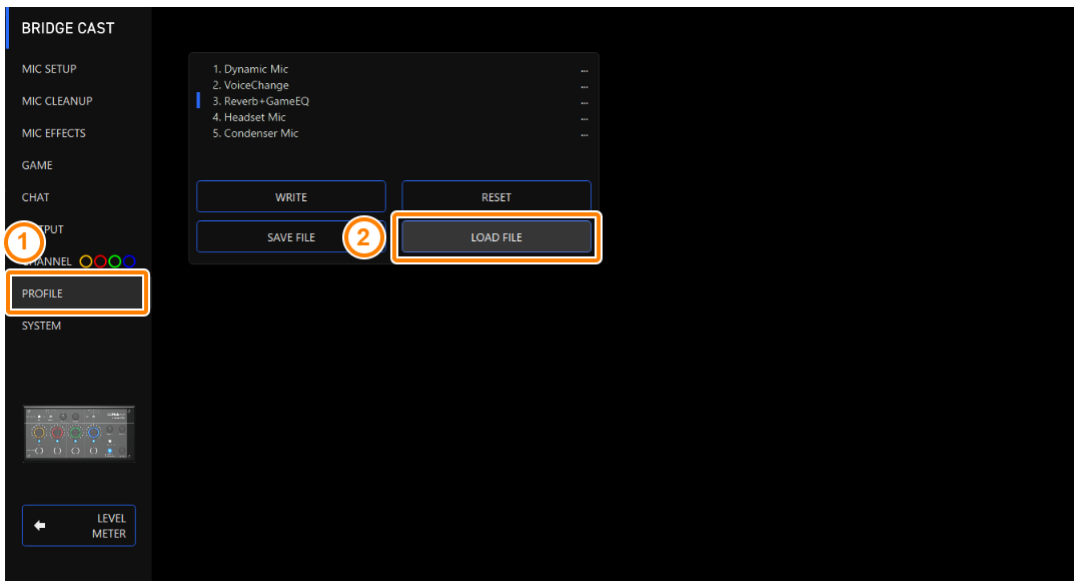 BRIDGE CAST
MIC SETUP
MIC CLEANUP
MIC EFFECTS
GAME
CHAT
PUT
CHANNEL
PROFILE
SYSTEM
LEVEL
METER
1
1. Dynamic Mic ...
2. VoiceChange ...
3. Reverb+GameEQ ...
4. Headset Mic ...
5. Condenser Mic ...
WRITE
RESET
SAVE FILE
2
LOAD FILE